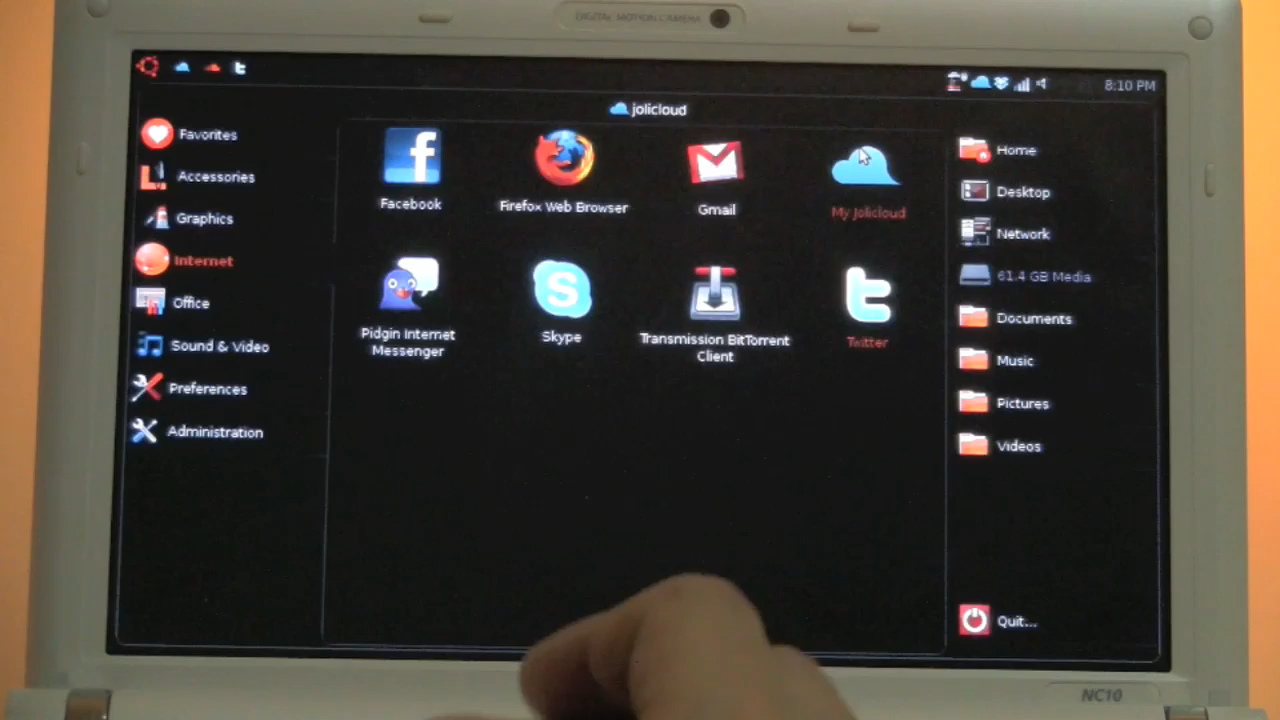 DIGITAL MOTION CAMERA
8:10 PM
jolicloud
Favorites
Accessories
Graphics
Internet
Office
Sound & Video
Preferences
Administration
Facebook
Firefox Web Browser
Gmail
My Jolicloud
Pidgin Internet
Messenger
Skype
Transmission BitTorrent
Client
Twitter
Home
Desktop
Network
61.4 GB Media
Documents
Music
Pictures
Videos
Quit...
NC10